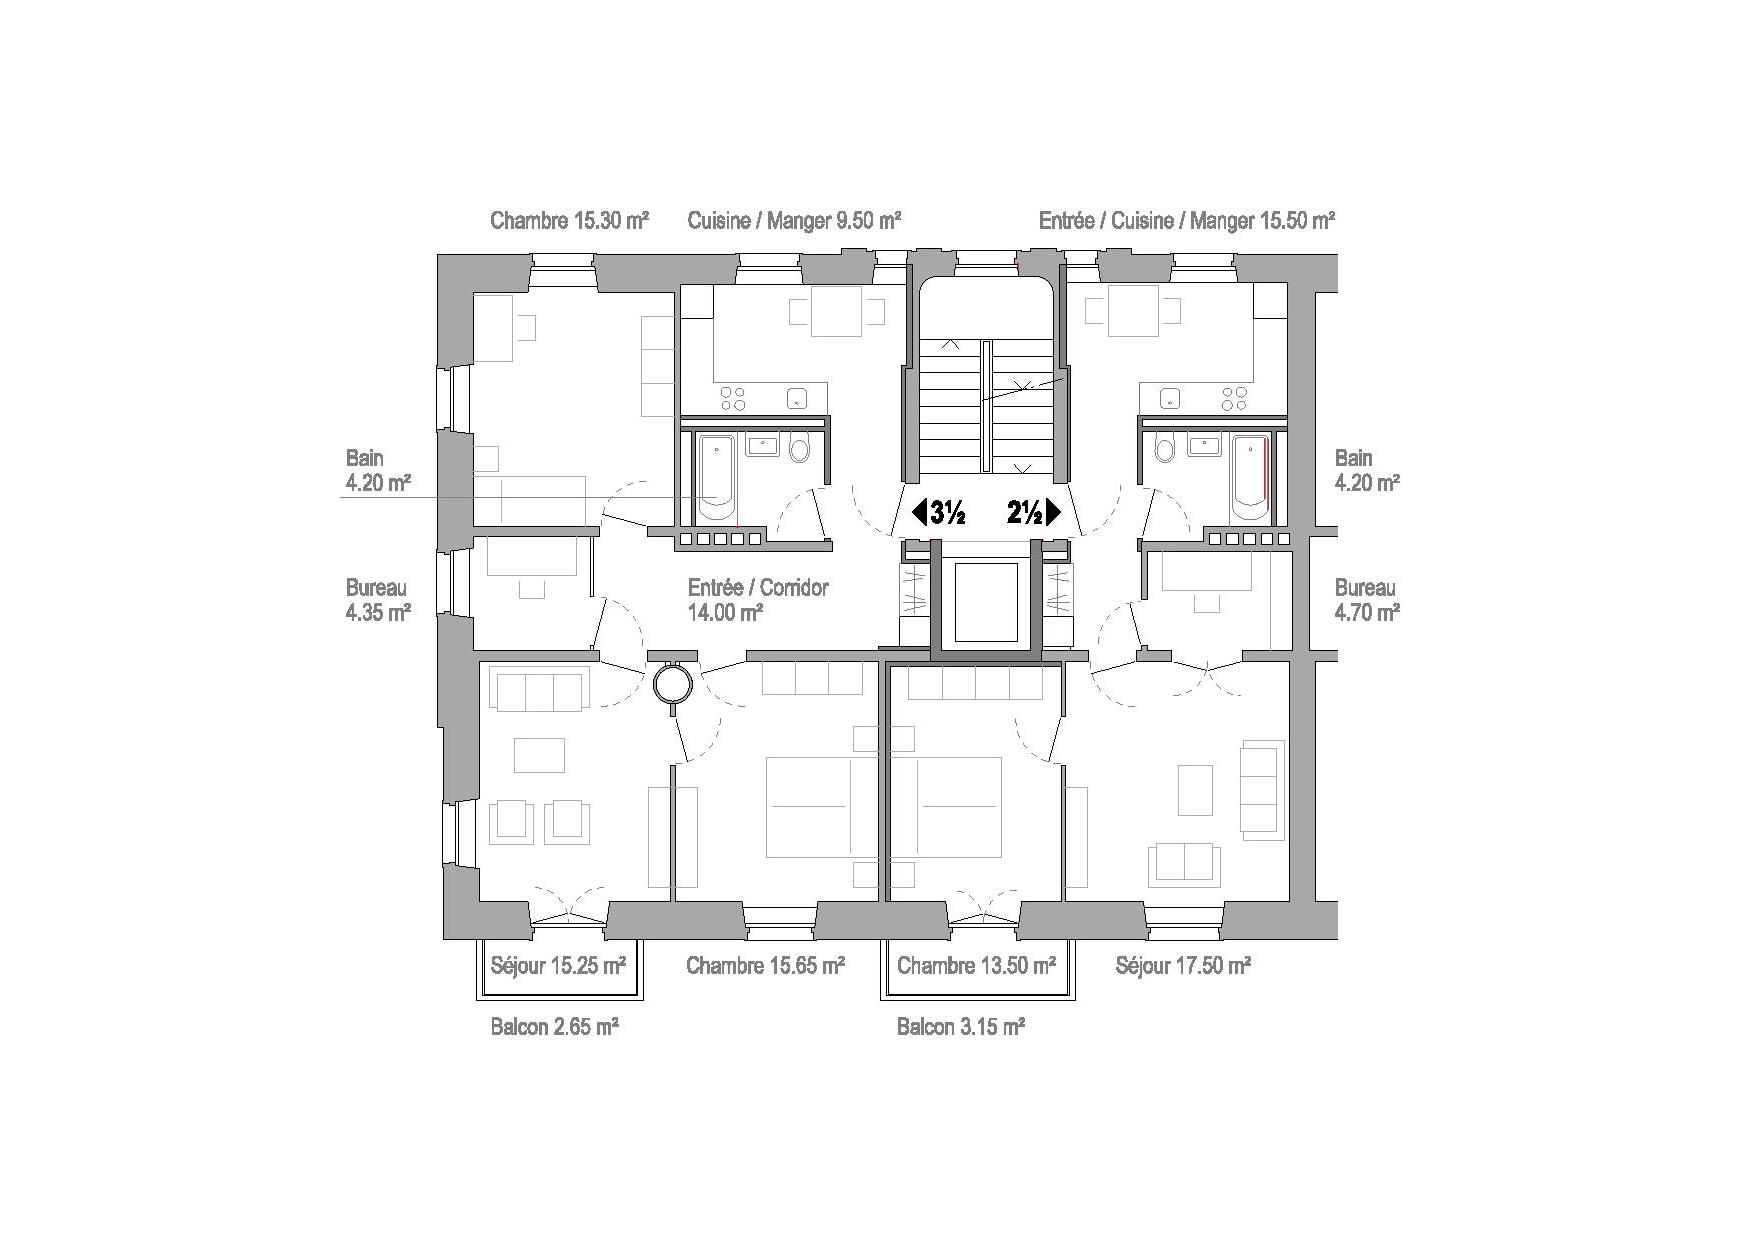 Chambre 15.30 m²
Cuisine / Manger 9.50 m²
Entrée / Cuisine / Manger 15.50 m²
Bain
4.20 m²
Bain
4.20 m²
3½
2½
Bureau
4.35 m²
Entrée / Corridor
14.00 m²
Bureau
4.70 m²
Séjour 15.25 m²
Chambre 15.65 m²
Chambre 13.50 m²
Séjour 17.50 m²
Balcon 2.65 m²
Balcon 3.15 m²